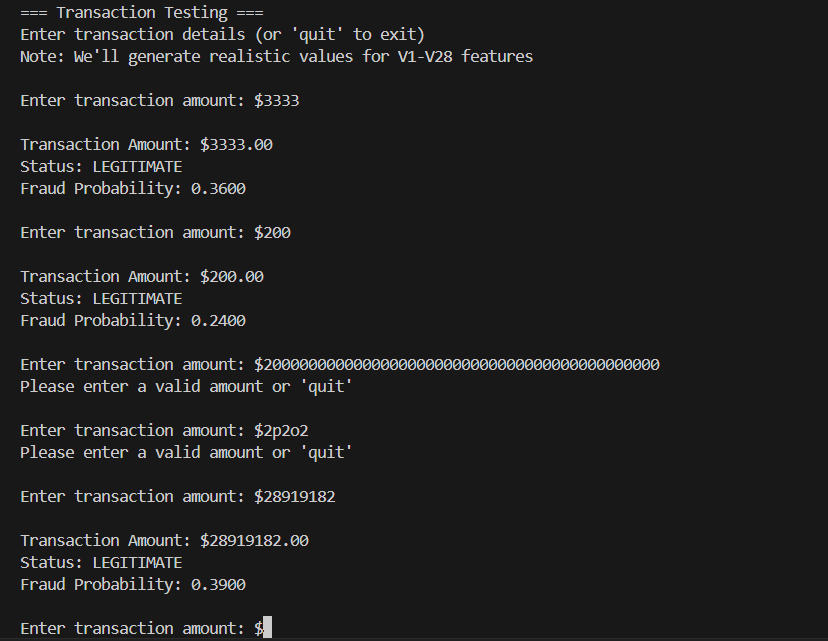 === Transaction Testing ===
Enter transaction details (or 'quit' to exit)
Note: We'll generate realistic values for V1-V28 features
Enter transaction amount: $3333
Transaction Amount: $3333.00
Status: LEGITIMATE
Fraud Probability: 0.3600
Enter transaction amount: $200
Transaction Amount: $200.00
Status: LEGITIMATE
Fraud Probability: 0.2400
Enter transaction amount: $20000000000000000000000000000000000000000000
Please enter a valid amount or 'quit'
Enter transaction amount: $2p2o2
Please enter a valid amount or 'quit'
Enter transaction amount: $28919182
Transaction Amount: $28919182.00
Status: LEGITIMATE
Fraud Probability: 0.3900
Enter transaction amount: $